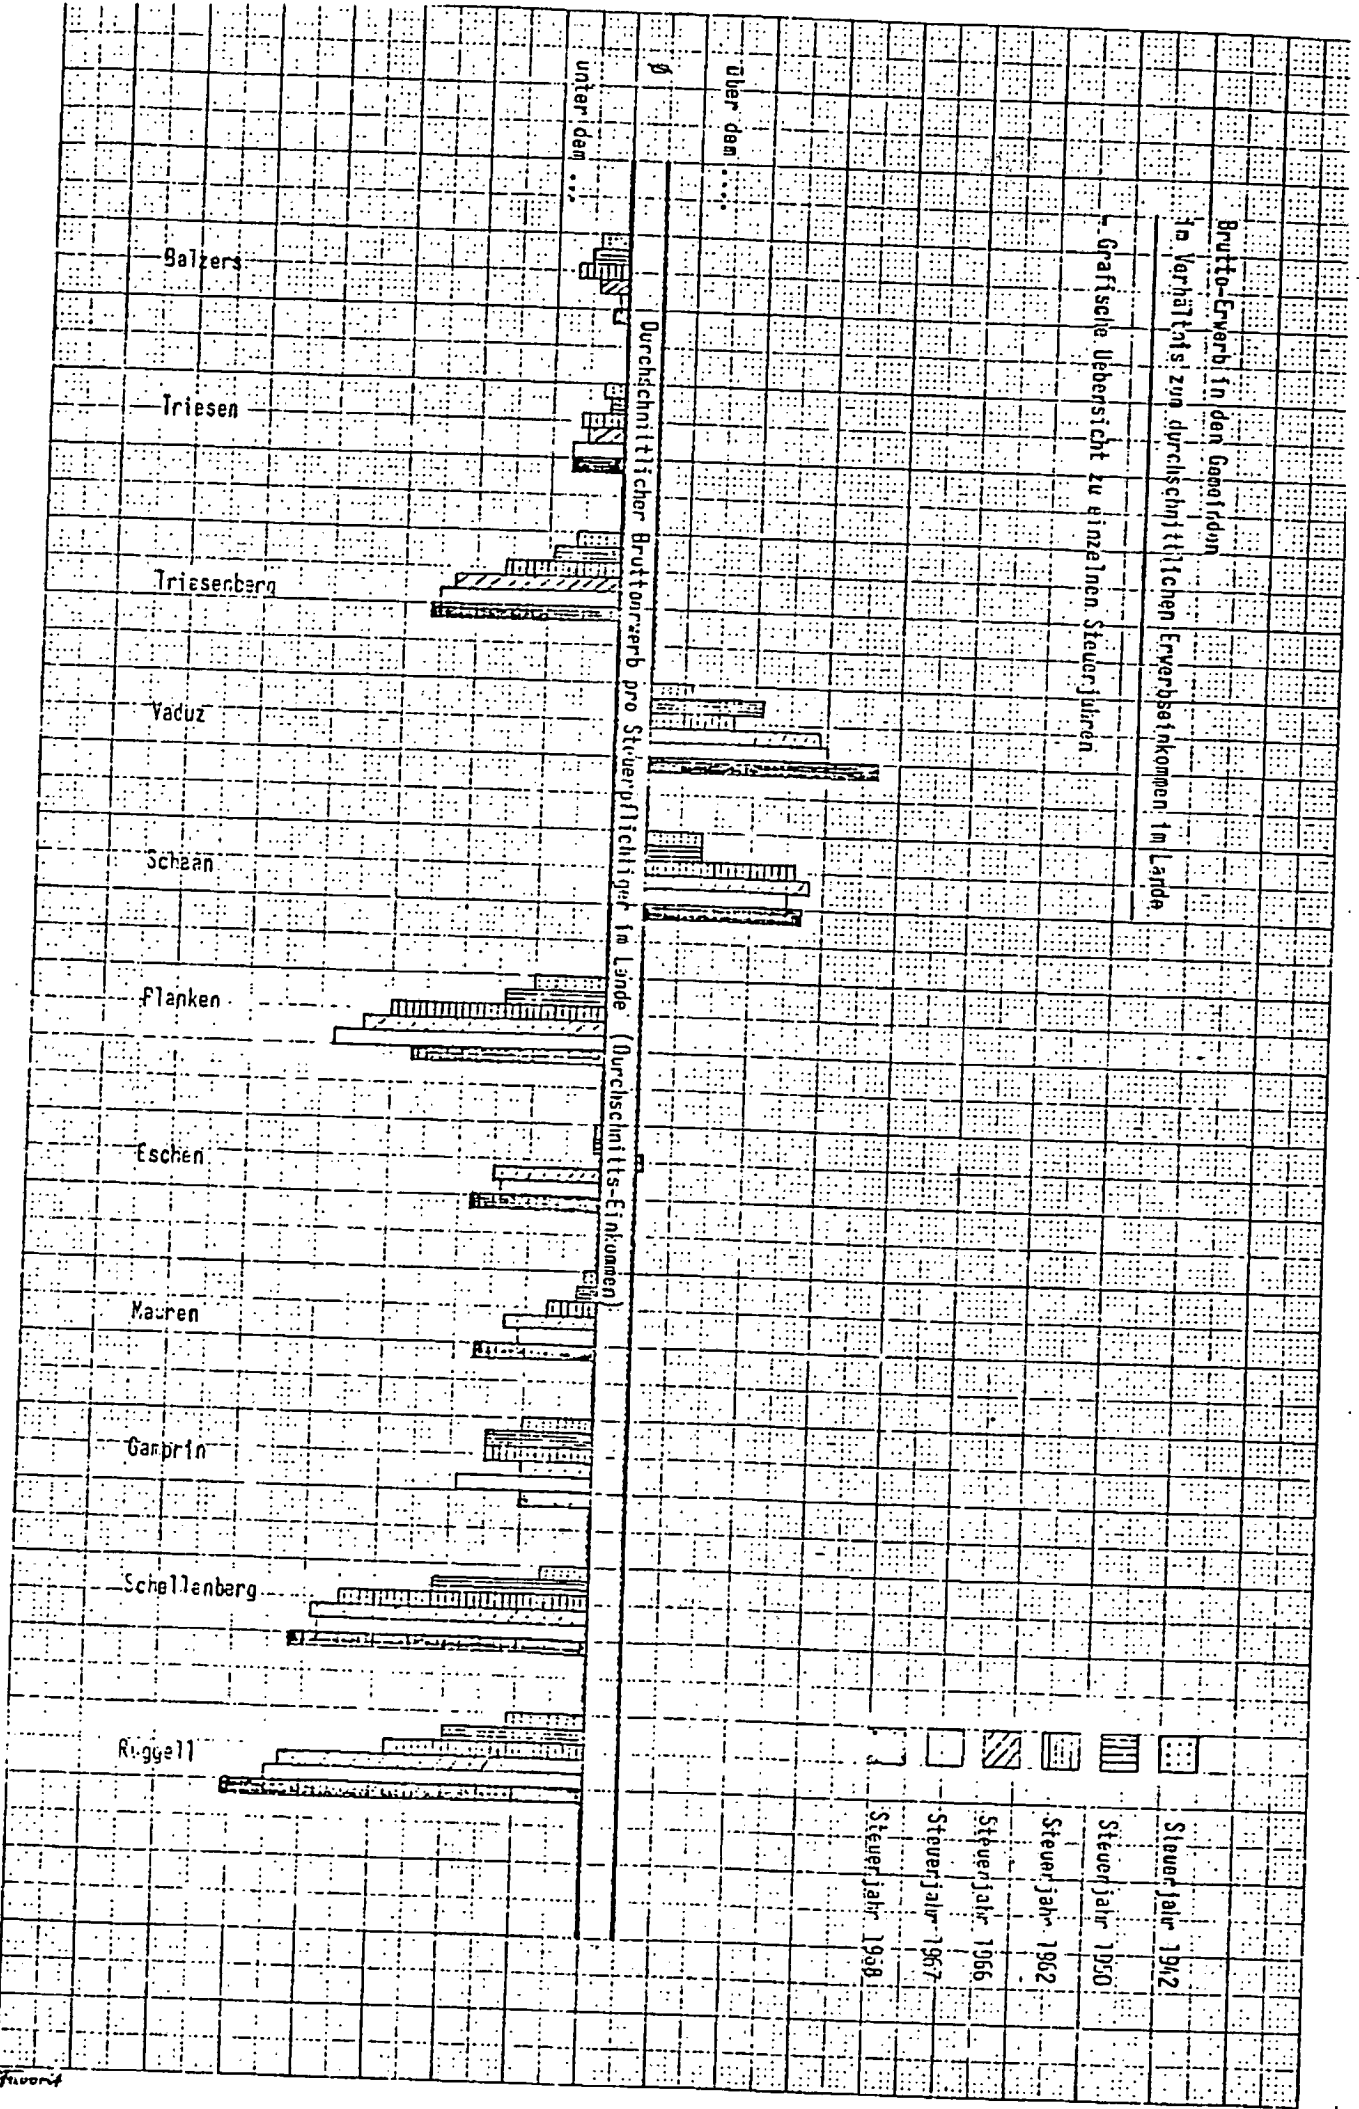 Brutto-Erwerb in den Gemeinden
im Verhältnis zum durchschnittlichen Erwerbseinkommen im Lande
- Grafische Uebersicht zu einzelnen Steuerjahren
über dem ....
Ø
unter dem ...
Durchschnittlicher Bruttoerwerb pro Steuerpflichtiger im Lande (Durchschnitts-Einkommen)
Balzers
Triesen
Triesenberg
Vaduz
Schaan
Planken
Eschen
Mauren
Gamprin
Schellenberg
Ruggell
Steuerjahr 1942
Steuerjahr 1950
Steuerjahr 1962
Steuerjahr 1966
Steuerjahr 1967
Steuerjahr 1968
Favorit